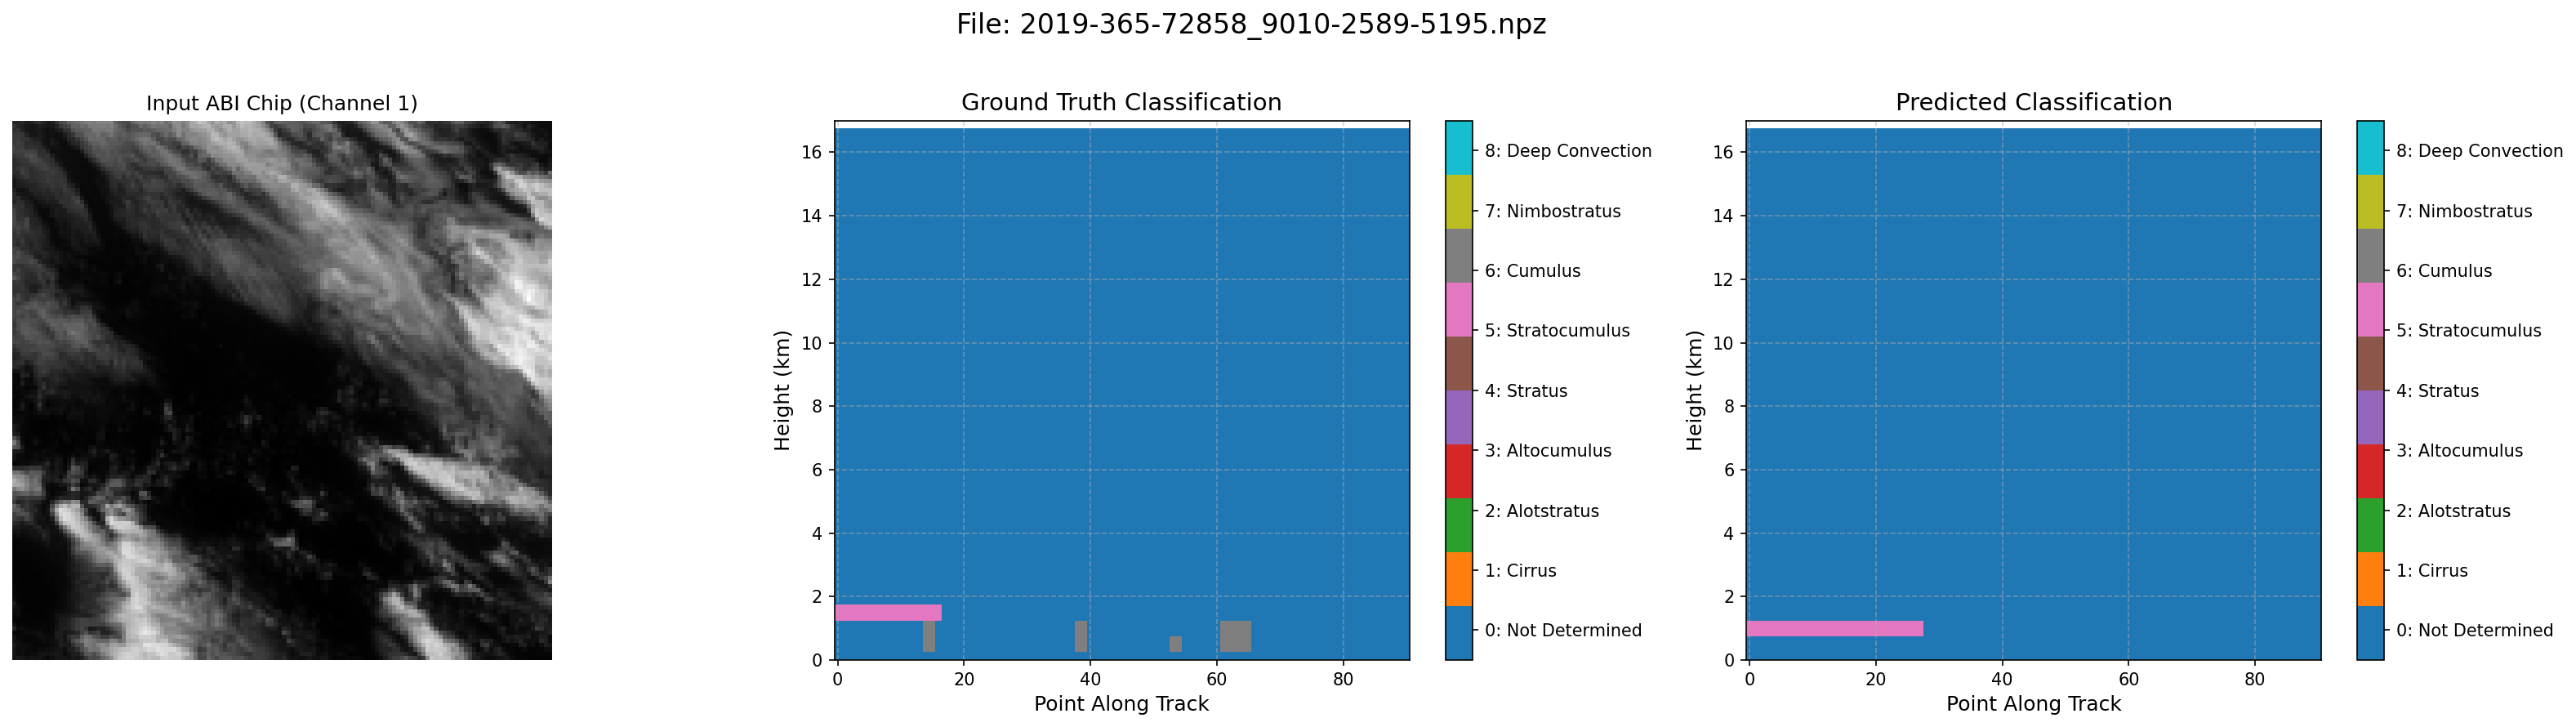 File: 2019-365-72858_9010-2589-5195.npz
Input ABI Chip (Channel 1)
Ground Truth Classification
Height (km)
16
14
12
10
8
6
4
2
0
0 20 40 60 80
Point Along Track
8: Deep Convection
7: Nimbostratus
6: Cumulus
5: Stratocumulus
4: Stratus
3: Altocumulus
2: Alotstratus
1: Cirrus
0: Not Determined
Predicted Classification
Height (km)
16
14
12
10
8
6
4
2
0
0 20 40 60 80
Point Along Track
8: Deep Convection
7: Nimbostratus
6: Cumulus
5: Stratocumulus
4: Stratus
3: Altocumulus
2: Alotstratus
1: Cirrus
0: Not Determined